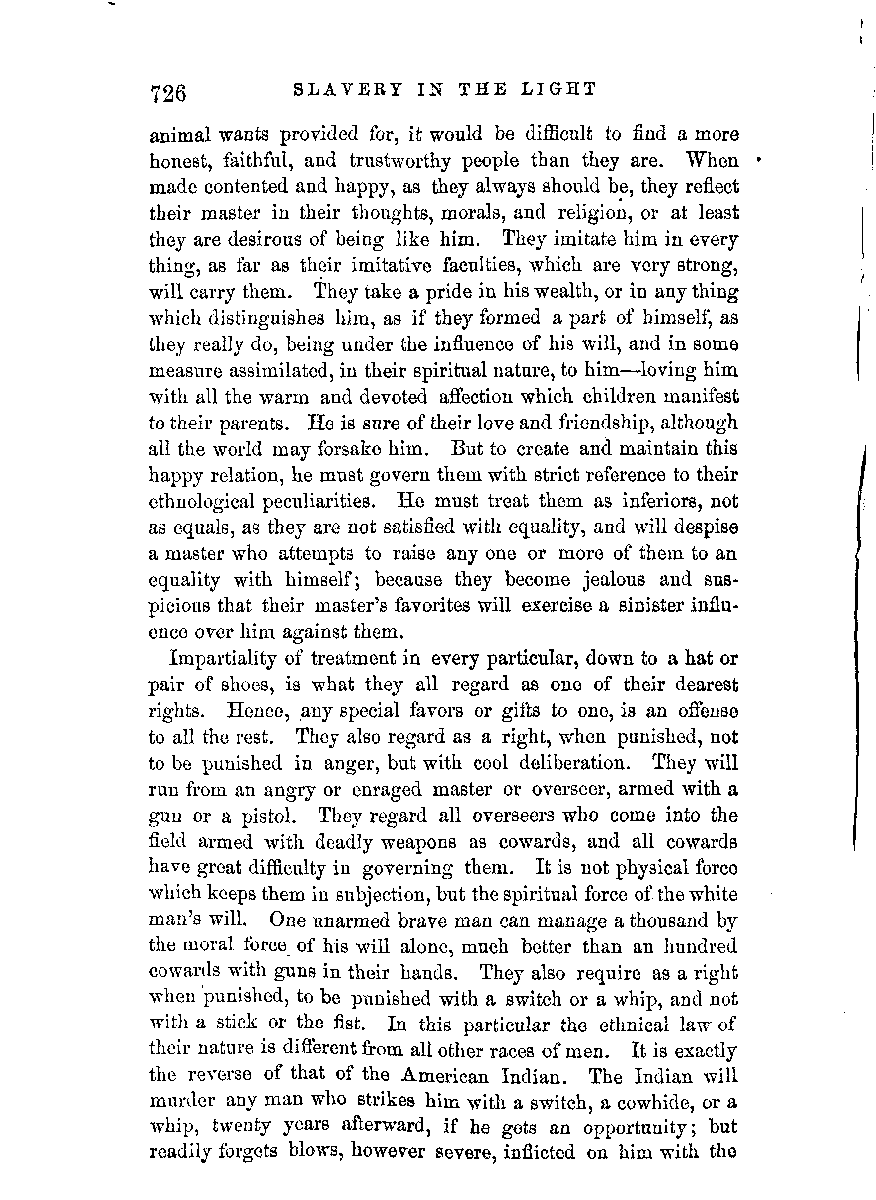 726 SLAVERY IN THE LIGHT
animal wants provided for, it would be difficult to find a more
honest, faithful, and trustworthy people than they are. When
made contented and happy, as they always should be, they reflect
their master in their thoughts, morals, and religion, or at least
they are desirous of being like him. They imitate him in every
thing, as far as their imitative faculties, which are very strong,
will carry them. They take a pride in his wealth, or in any thing
which distinguishes him, as if they formed a part of himself, as
they really do, being under the influence of his will, and in some
measure assimilated, in their spiritual nature, to him—loving him
with all the warm and devoted affection which children manifest
to their parents. He is sure of their love and friendship, although
all the world may forsake him. But to create and maintain this
happy relation, he must govern them with strict reference to their
ethnological peculiarities. He must treat them as inferiors, not
as equals, as they are not satisfied with equality, and will despise
a master who attempts to raise any one or more of them to an
equality with himself; because they become jealous and sus-
picious that their master's favorites will exercise a sinister influ-
ence over him against them.
Impartiality of treatment in every particular, down to a hat or
pair of shoes, is what they all regard as one of their dearest
rights. Hence, any special favors or gifts to one, is an offense
to all the rest. They also regard as a right, when punished, not
to be punished in anger, but with cool deliberation. They will
run from an angry or enraged master or overseer, armed with a
gun or a pistol. They regard all overseers who come into the
field armed with deadly weapons as cowards, and all cowards
have great difficulty in governing them. It is not physical force
which keeps them in subjection, but the spiritual force of the white
man's will. One unarmed brave man can manage a thousand by
the moral force of his will alone, much better than an hundred
cowards with guns in their hands. They also require as a right
when punished, to be punished with a switch or a whip, and not
with a stick or the fist. In this particular the ethnical law of
their nature is different from all other races of men. It is exactly
the reverse of that of the American Indian. The Indian will
murder any man who strikes him with a switch, a cowhide, or a
whip, twenty years afterward, if he gets an opportunity; but
readily forgets blows, however severe, inflicted on him with the